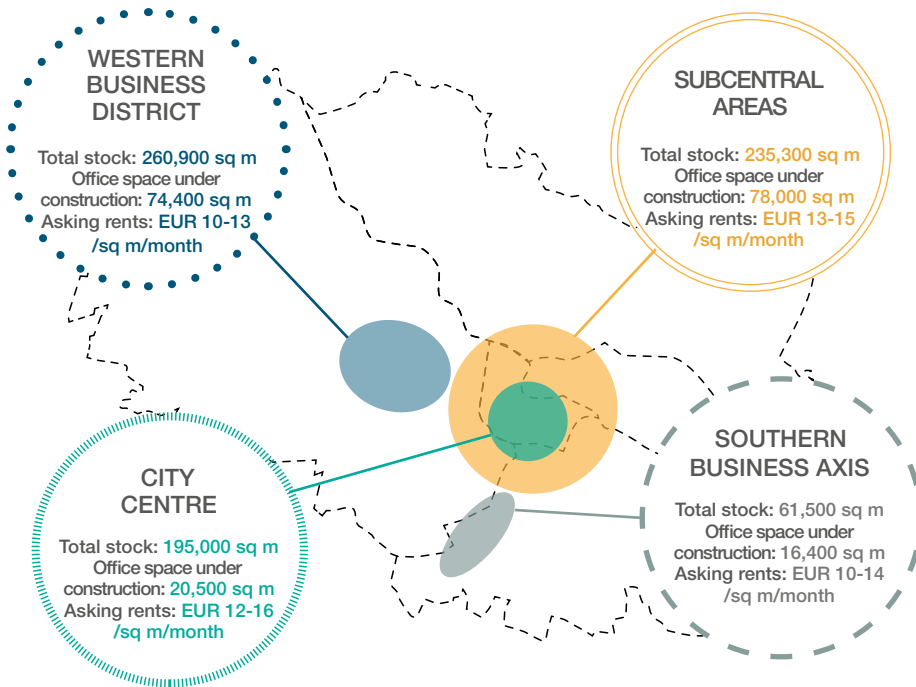 WESTERN
BUSINESS
DISTRICT
Total stock: 260,900 sq m
Office space under
construction: 74,400 sq m
Asking rents: EUR 10-13
/sq m/month
SUBCENTRAL
AREAS
Total stock: 235,300 sq m
Office space under
construction: 78,000 sq m
Asking rents: EUR 13-15
/sq m/month
CITY
CENTRE
Total stock: 195,000 sq m
Office space under
construction: 20,500 sq m
Asking rents: EUR 12-16
/sq m/month
SOUTHERN
BUSINESS AXIS
Total stock: 61,500 sq m
Office space under
construction: 16,400 sq m
Asking rents: EUR 10-14
/sq m/month